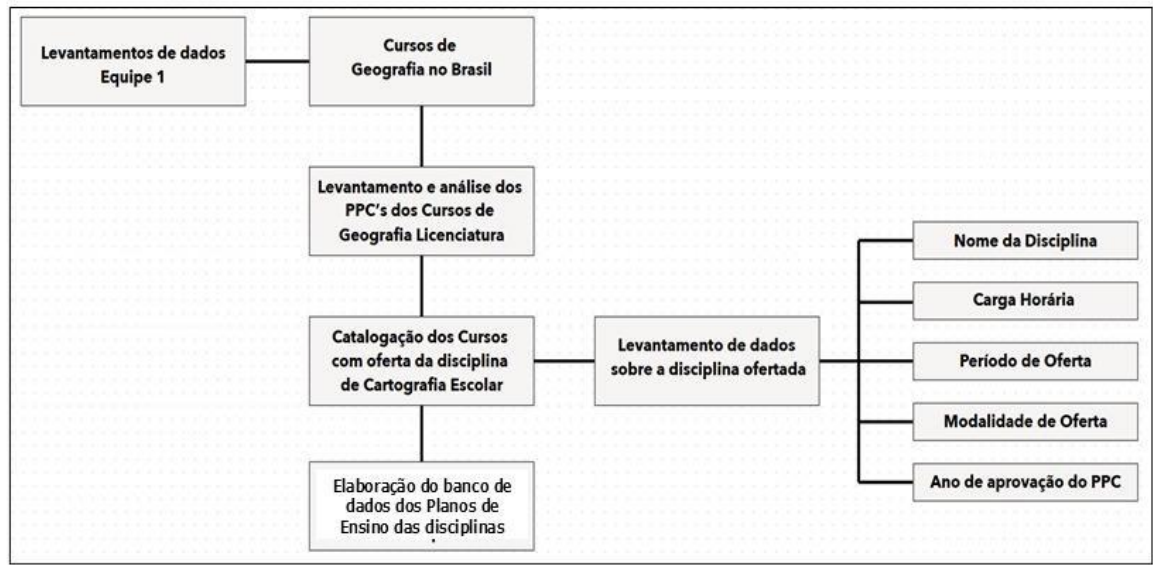 Levantamentos de dados
Equipe 1
Cursos de
Geografia no Brasil
Levantamento e análise dos
PPC's dos Cursos de
Geografia Licenciatura
Catalogação dos Cursos
com oferta da disciplina
de Cartografia Escolar
Levantamento de dados
sobre a disciplina ofertada
Nome da Disciplina
Carga Horária
Período de Oferta
Modalidade de Oferta
Ano de aprovação do PPC
Elaboração do banco de
dados dos Planos de
Ensino das disciplinas